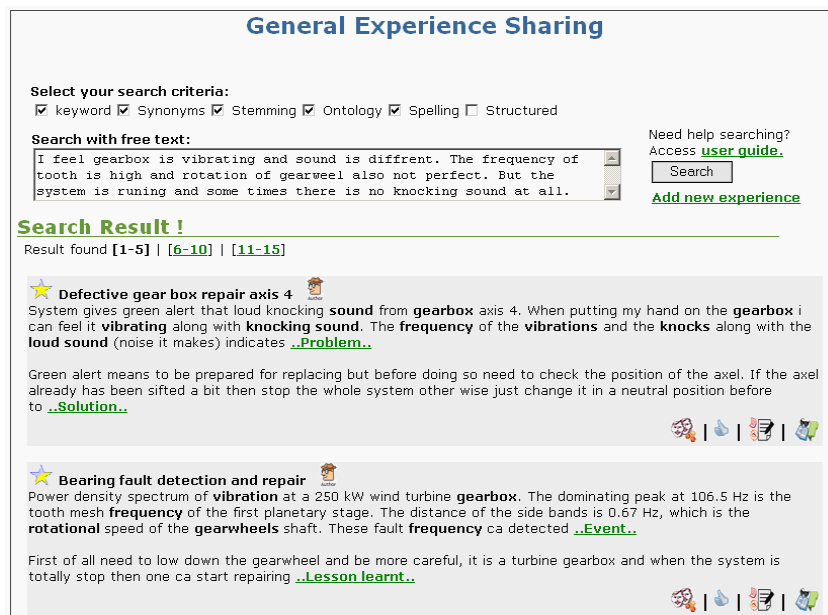 General Experience Sharing
Select your search criteria:
keyword Synonyms Stemming Ontology Spelling Structured
Search with free text:
I feel gearbox is vibrating and sound is diffrent. The frequency of
tooth is high and rotation of gearweel also not perfect. But the
system is runing and some times there is no knocking sound at all.
Need help searching?
Access user guide.
Search
Add new experience
Search Result !
Result found [1-5] | [6-10] | [11-15]
Defective gear box repair axis 4
Author
System gives green alert that loud knocking sound from gearbox axis 4. When putting my hand on the gearbox i
can feel it vibrating along with knocking sound. The frequency of the vibrations and the knocks along with the
loud sound (noise it makes) indicates ..Problem..
Green alert means to be prepared for replacing but before doing so need to check the position of the axel. If the axel
already has been sifted a bit then stop the whole system other wise just change it in a neutral position before
to ..Solution..
| | |
Bearing fault detection and repair
Author
Power density spectrum of vibration at a 250 kW wind turbine gearbox. The dominating peak at 106.5 Hz is the
tooth mesh frequency of the first planetary stage. The distance of the side bands is 0.67 Hz, which is the
rotational speed of the gearwheels shaft. These fault frequency ca detected ..Event..
First of all need to low down the gearwheel and be more careful, it is a turbine gearbox and when the system is
totally stop then one ca start repairing ..Lesson learnt..
| | |